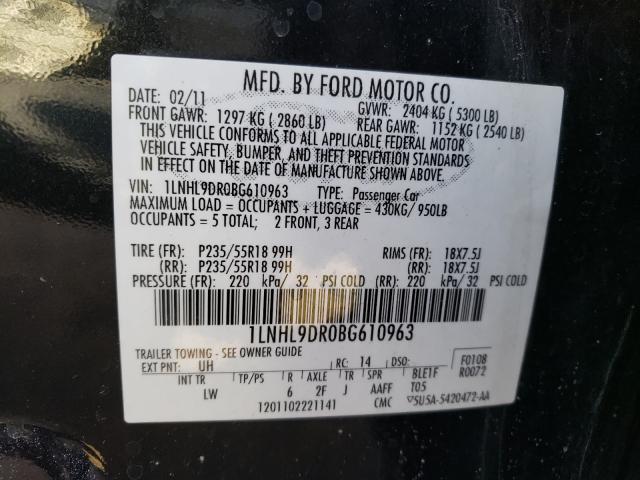 MFD. BY FORD MOTOR CO.
DATE: 02/11 GVWR: 2404 KG ( 5300 LB)
FRONT GAWR: 1297 KG ( 2860 LB) REAR GAWR: 1152 KG ( 2540 LB)
THIS VEHICLE CONFORMS TO ALL APPLICABLE FEDERAL MOTOR
VEHICLE SAFETY, BUMPER, AND THEFT PREVENTION STANDARDS
IN EFFECT ON THE DATE OF MANUFACTURE SHOWN ABOVE.
VIN: 1LNHL9DR0BG610963 TYPE: Passenger Car
MAXIMUM LOAD = OCCUPANTS + LUGGAGE = 430KG/ 950LB
OCCUPANTS = 5 TOTAL; 2 FRONT, 3 REAR
TIRE (FR): P235/55R18 99H RIMS (FR): 18X7.5J
(RR): P235/55R18 99H (RR): 18X7.5J
PRESSURE (FR): 220 kPa/ 32 PSI COLD (RR): 220 kPa/ 32 PSI COLD
1LNHL9DR0BG610963
TRAILER TOWING - SEE OWNER GUIDE
EXT PNT: UH RC: 14 DSO: F0108
R0072
TP/PS R AXLE TR SPR BLE1F
LW 6 2F J AAFF T05
1201102221141 CMC ▽5U5A-5420472-AA